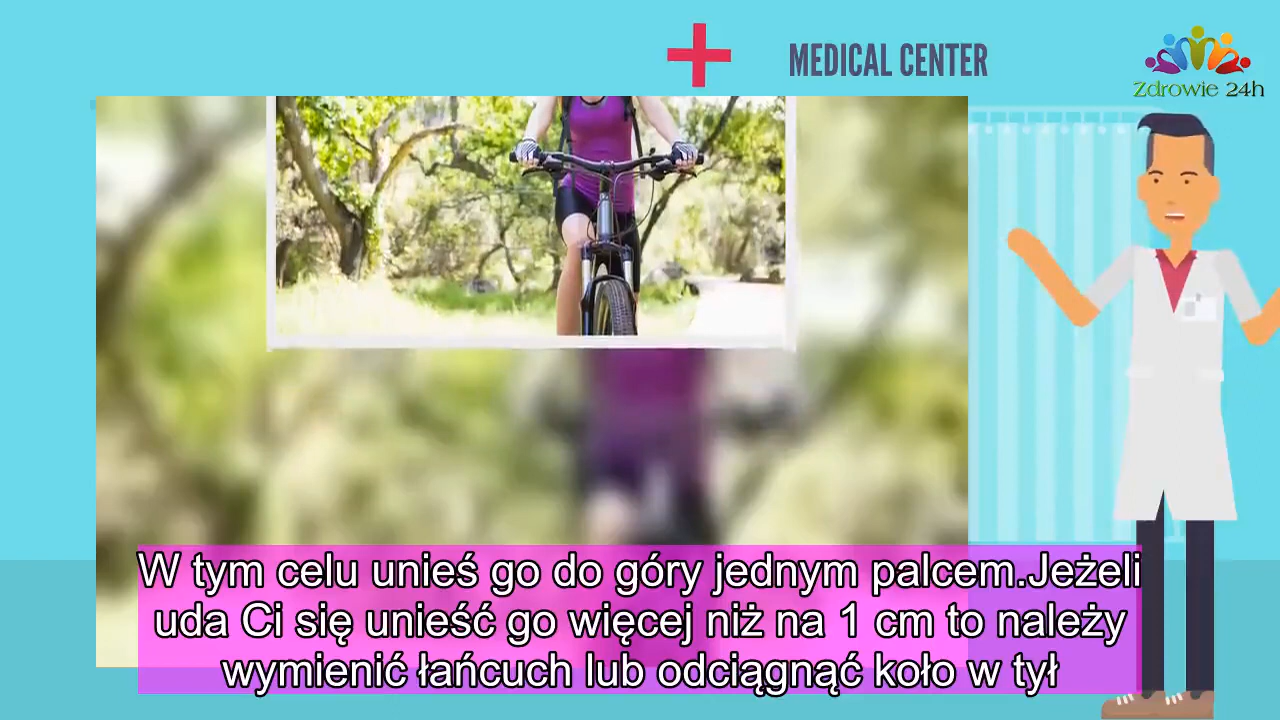 MEDICAL CENTER
Zdrowie 24h
W tym celu unieś go do góry jednym palcem.Jeżeli
uda Ci się unieść go więcej niż na 1 cm to należy
wymienić łańcuch lub odciągnąć koło w tył